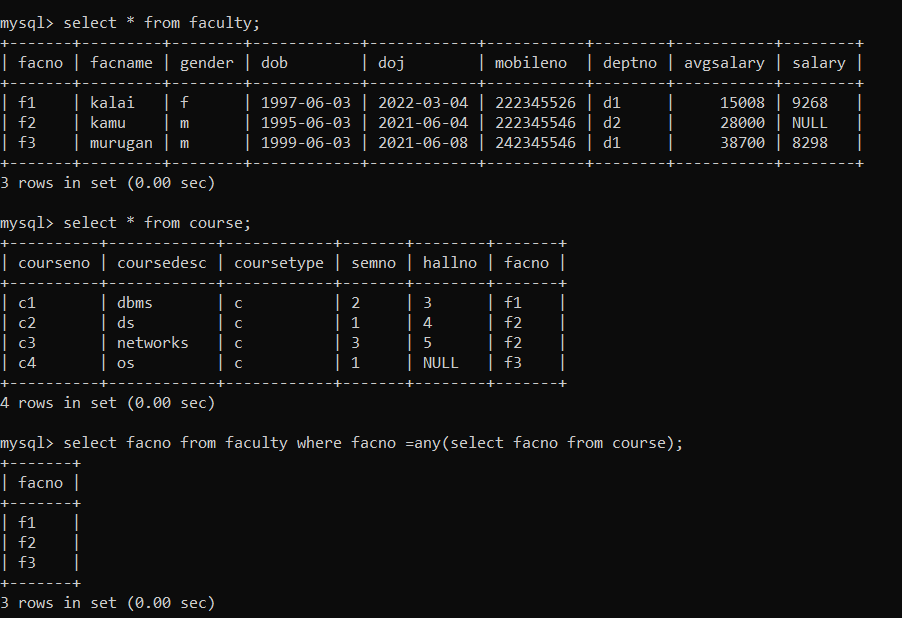 mysql> select * from faculty;
+-------+---------+--------+------------+------------+-----------+--------+-----------+--------+
| facno | facname | gender | dob        | doj        | mobileno  | deptno | avgsalary | salary |
+-------+---------+--------+------------+------------+-----------+--------+-----------+--------+
| f1    | kalai   | f      | 1997-06-03 | 2022-03-04 | 222345526 | d1     |     15008 | 9268   |
| f2    | kamu    | m      | 1995-06-03 | 2021-06-04 | 222345546 | d2     |     28000 | NULL   |
| f3    | murugan | m      | 1999-06-03 | 2021-06-08 | 242345546 | d1     |     38700 | 8298   |
+-------+---------+--------+------------+------------+-----------+--------+-----------+--------+
3 rows in set (0.00 sec)

mysql> select * from course;
+----------+------------+------------+-------+--------+-------+
| courseno | coursedesc | coursetype | semno | hallno | facno |
+----------+------------+------------+-------+--------+-------+
| c1       | dbms       | c          | 2     | 3      | f1    |
| c2       | ds         | c          | 1     | 4      | f2    |
| c3       | networks   | c          | 3     | 5      | f2    |
| c4       | os         | c          | 1     | NULL   | f3    |
+----------+------------+------------+-------+--------+-------+
4 rows in set (0.00 sec)

mysql> select facno from faculty where facno =any(select facno from course);
+-------+
| facno |
+-------+
| f1    |
| f2    |
| f3    |
+-------+
3 rows in set (0.00 sec)